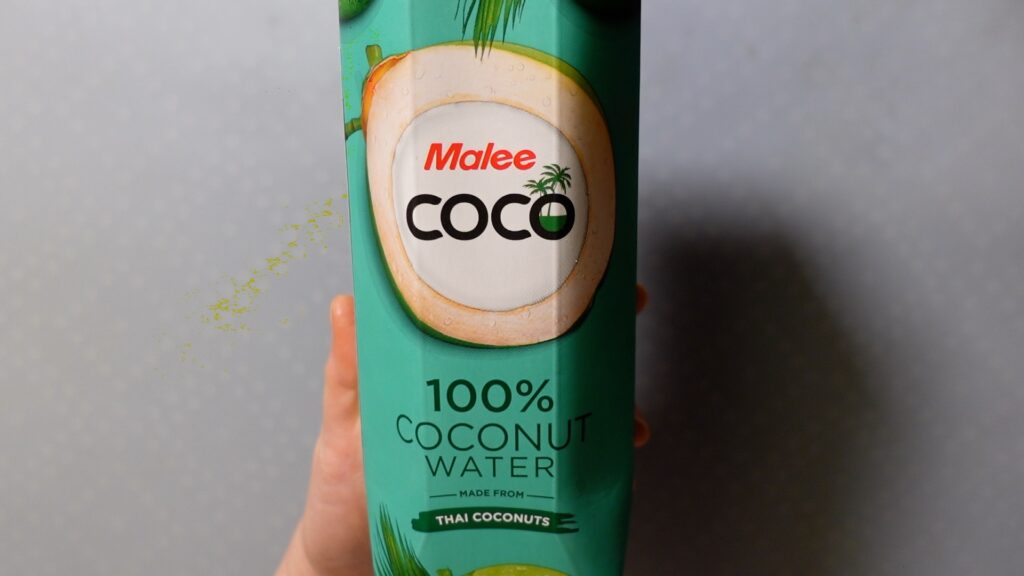 Malee
COCO
100%
COCONUT
WATER
MADE FROM
THAI COCONUTS